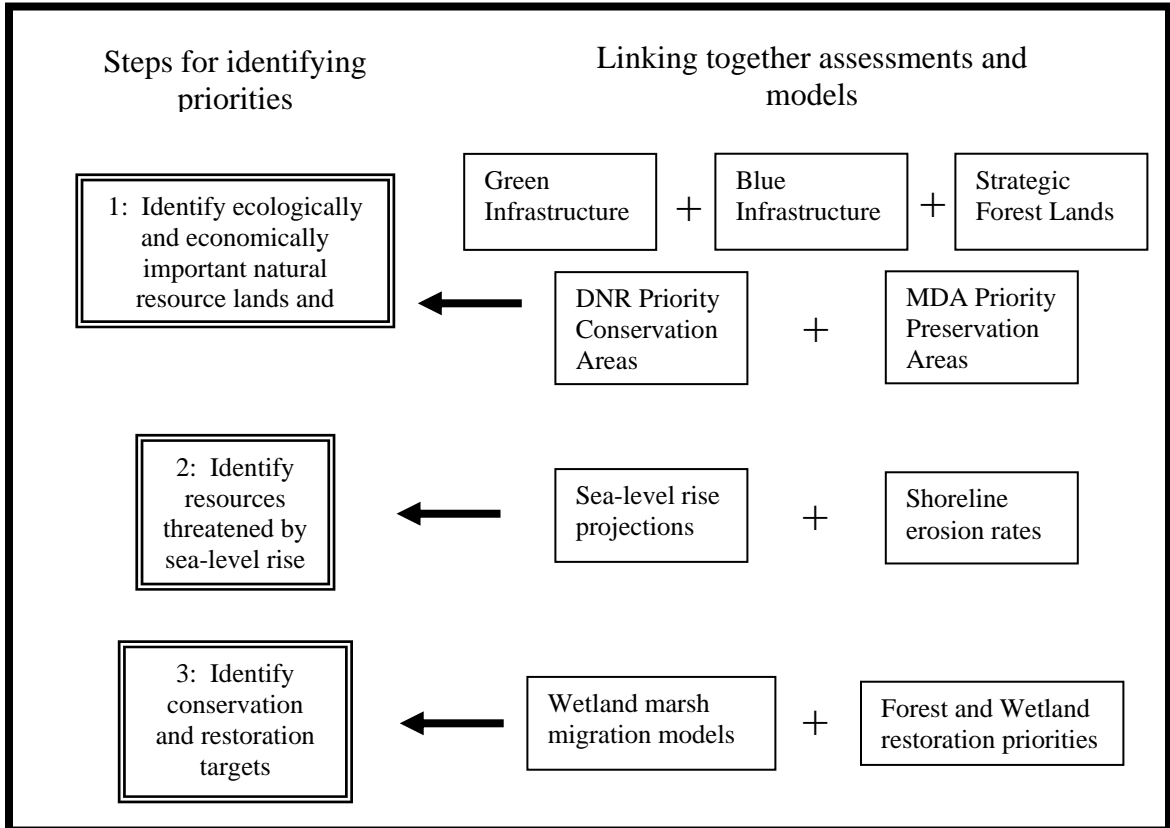 Steps for identifying
priorities
Linking together assessments and
models
1: Identify ecologically
and economically
important natural
resource lands and
Green
Infrastructure
+
Blue
Infrastructure
+
Strategic
Forest Lands
DNR Priority
Conservation
Areas
+
MDA Priority
Preservation
Areas
2: Identify
resources
threatened by
sea-level rise
Sea-level rise
projections
+
Shoreline
erosion rates
3: Identify
conservation
and restoration
targets
Wetland marsh
migration models
+
Forest and Wetland
restoration priorities